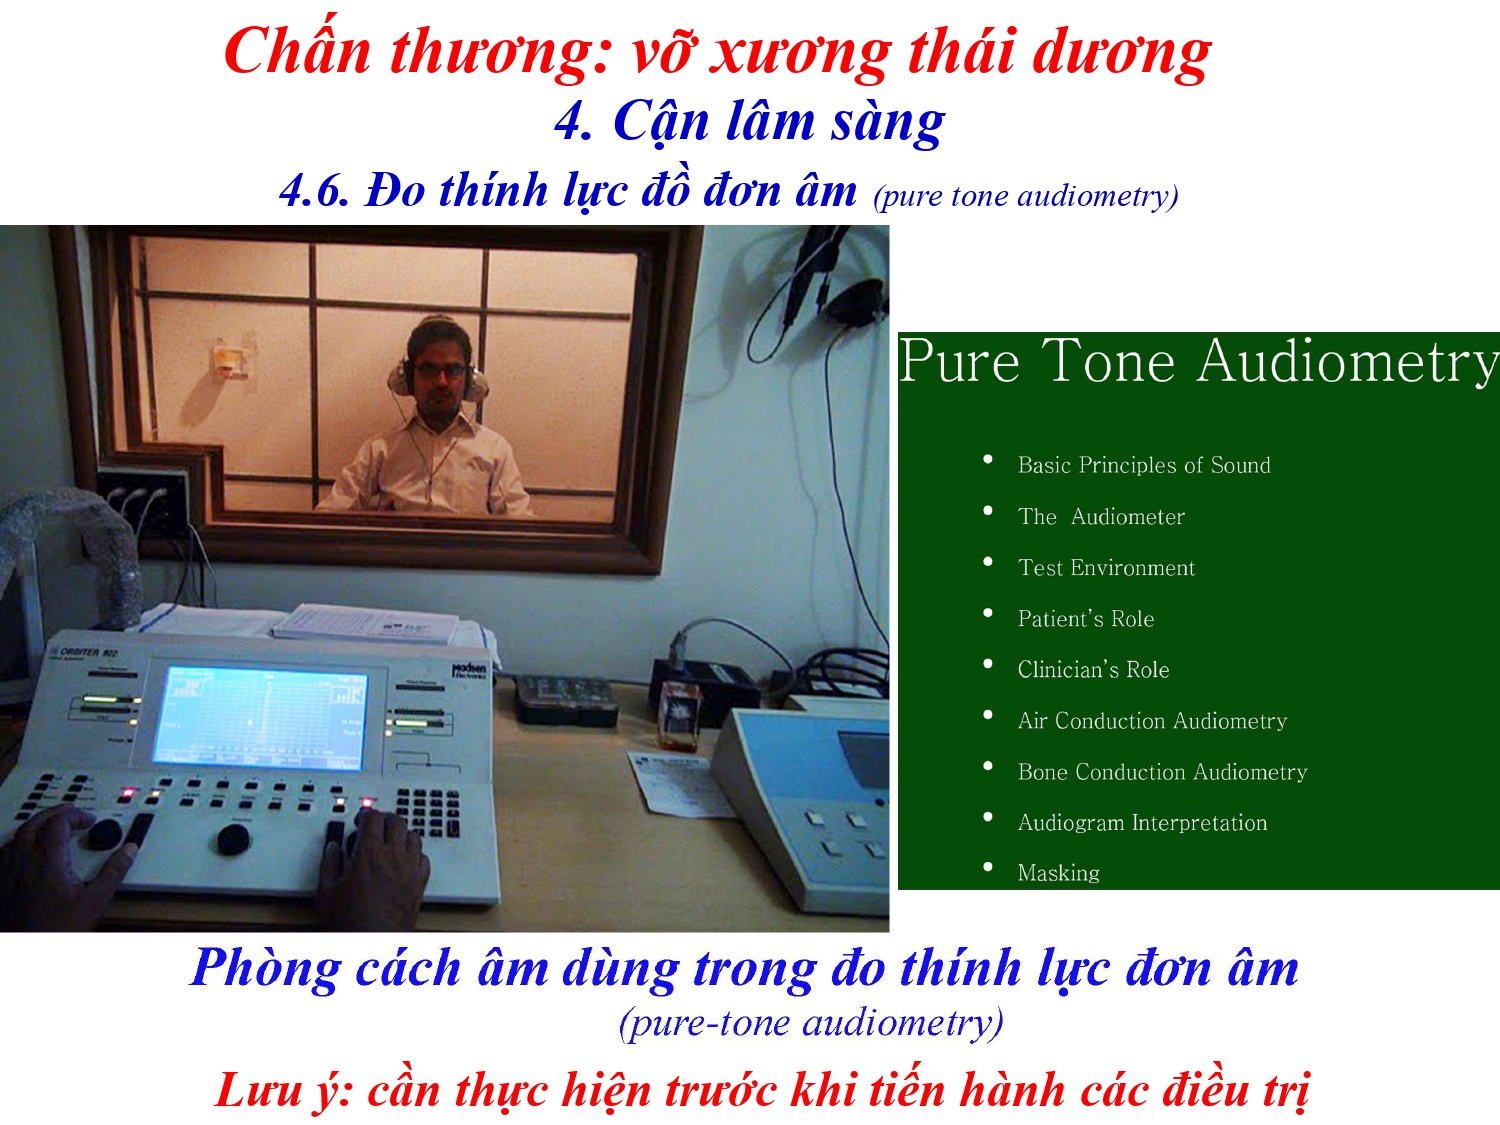 Chấn thương: vỡ xương thái dương
4. Cận lâm sàng
4.6. Đo thính lực đồ đơn âm (pure tone audiometry)
ORBITER 922
Madsen
Electronics
Pure Tone Audiometry
• Basic Principles of Sound
• The Audiometer
• Test Environment
• Patient's Role
• Clinician's Role
• Air Conduction Audiometry
• Bone Conduction Audiometry
• Audiogram Interpretation
• Masking
Phòng cách âm dùng trong đo thính lực đơn âm
(pure-tone audiometry)
Lưu ý: cần thực hiện trước khi tiến hành các điều trị